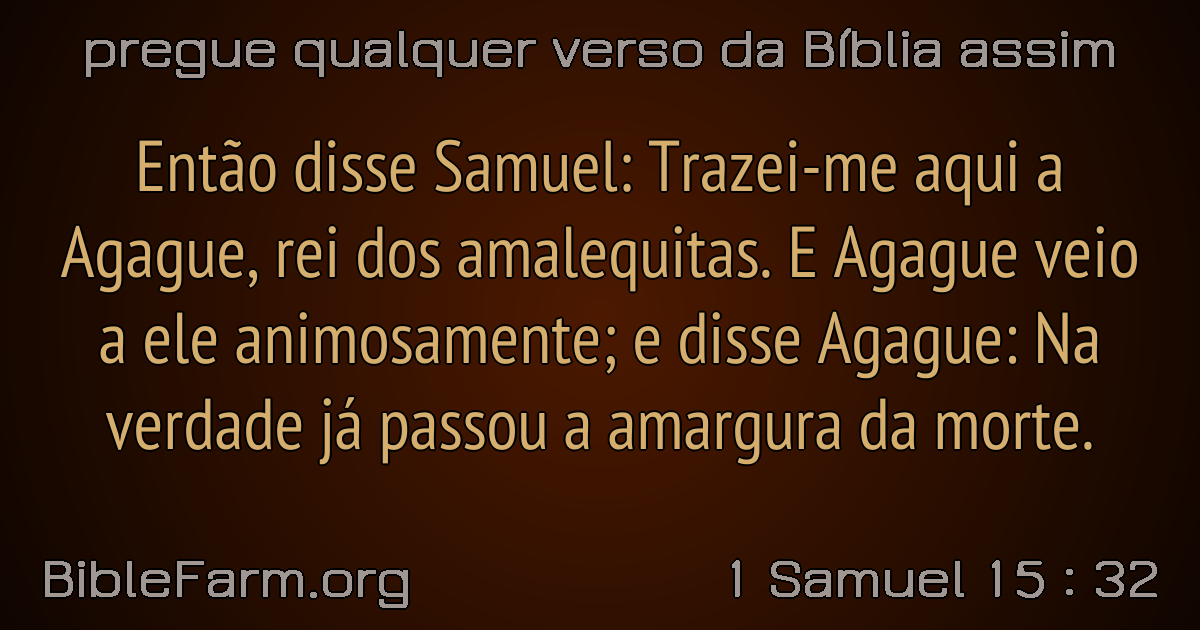 pregue qualquer verso da Bíblia assim
Então disse Samuel: Trazei-me aqui a
Agague, rei dos amalequitas. E Agague veio
a ele animosamente; e disse Agague: Na
verdade já passou a amargura da morte.
BibleFarm.org
1 Samuel 15 : 32